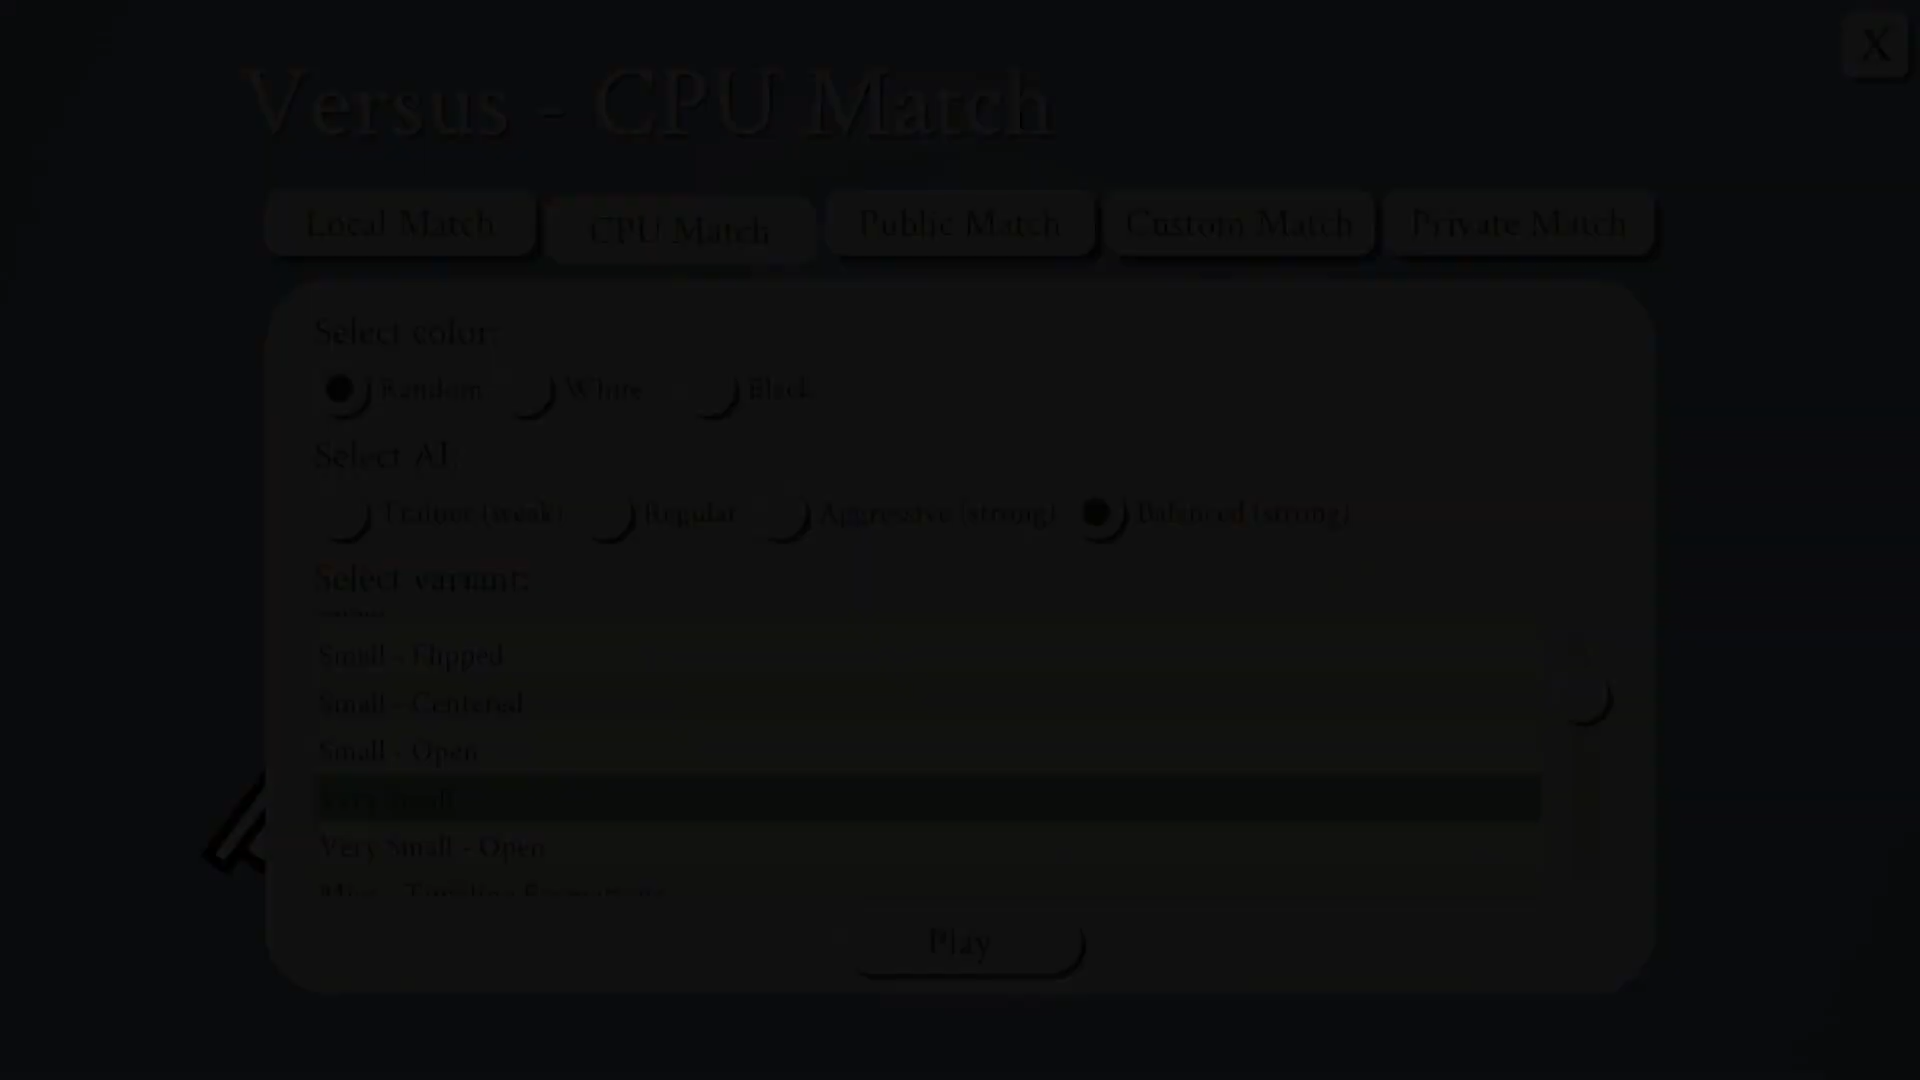 X
Versus - CPU Match
Local Match
CPU Match
Public Match
Custom Match
Private Match
Select color:
Random
White
Black
Select AI:
Trainer (weak)
Regular
Aggressive (strong)
Balanced (strong)
Select variant:
Small - Flipped
Small - Centered
Small - Open
Very Small
Very Small - Open
Play